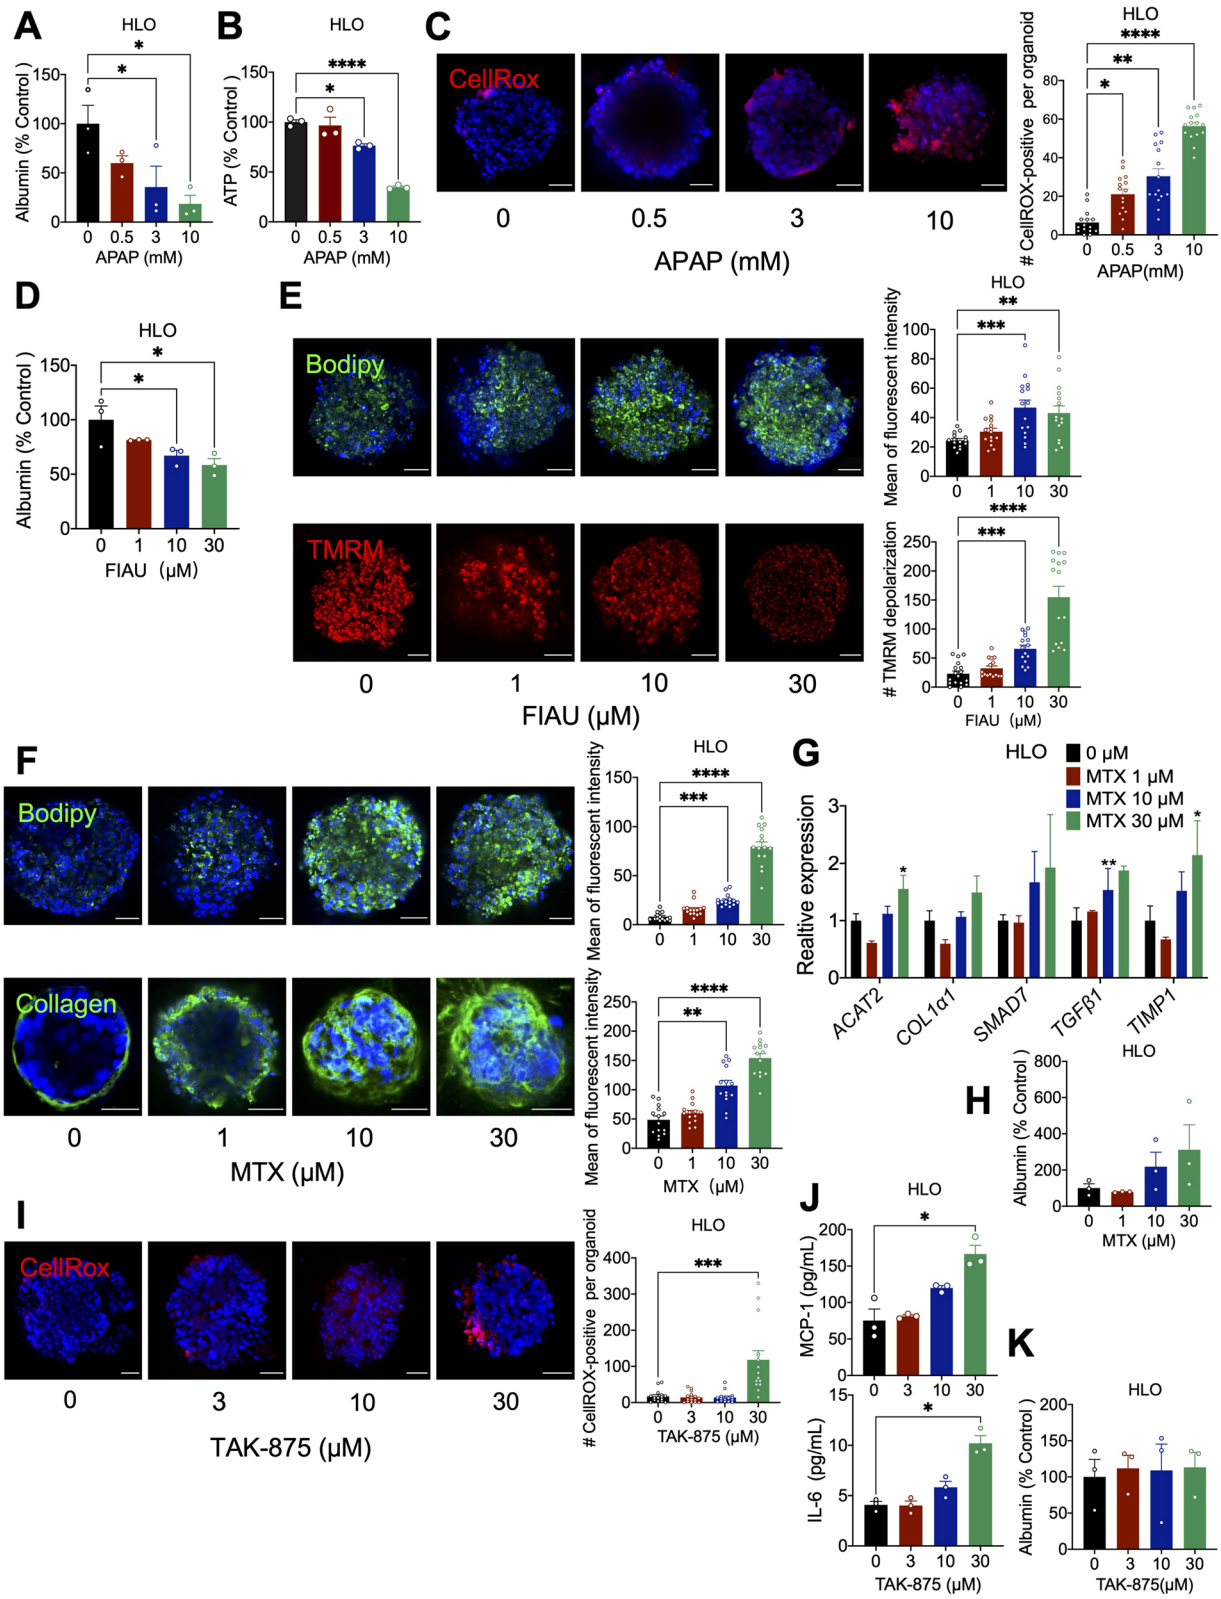 A
HLO
*
*
Albumin (% Control )
150
100
50
0
0 0.5 3 10
APAP (mM)
B
HLO
****
*
ATP (% Control)
150
100
50
0
0 0.5 3 10
APAP (mM)
C
CellRox
0 0.5 3 10
APAP (mM)
HLO
****
**
*
# CellROX-positive per organoid
80
60
40
20
0
0 0.5 3 10
APAP(mM)
D
HLO
*
*
Albumin (% Control )
150
100
50
0
0 1 10 30
FIAU (µM)
E
Bodipy
TMRM
0 1 10 30
FIAU (µM)
HLO
**
***
Mean of fluorescent intensity
100
80
60
40
20
0
0 1 10 30
****
***
# TMRM depolarization
250
200
150
100
50
0
0 1 10 30
FIAU (µM)
F
Bodipy
Collagen
0 1 10 30
MTX (µM)
HLO
****
***
Mean of fluorescent intensity
150
100
50
0
0 1 10 30
****
**
Mean of fluorescent intensity
250
200
150
100
50
0
0 1 10 30
MTX (µM)
G
HLO
0 µM
MTX 1 µM
MTX 10 µM
MTX 30 µM
Realtive expression
3
2
1
0
*
**
*
ACAT2
COL1α1
SMAD7
TGFβ1
TIMP1
H
HLO
Albumin (% Control )
800
600
400
200
0
0 1 10 30
MTX (µM)
I
CellRox
0 3 10 30
TAK-875 (µM)
HLO
***
# CellROX-positive per organoid
400
300
200
100
0
0 3 10 30
TAK-875 (µM)
J
HLO
*
MCP-1 (pg/mL)
200
150
100
50
0
0 3 10 30
*
IL-6 (pg/mL)
15
10
5
0
0 3 10 30
TAK-875 (µM)
K
HLO
Albumin (% Control )
200
150
100
50
0
0 3 10 30
TAK-875(µM)